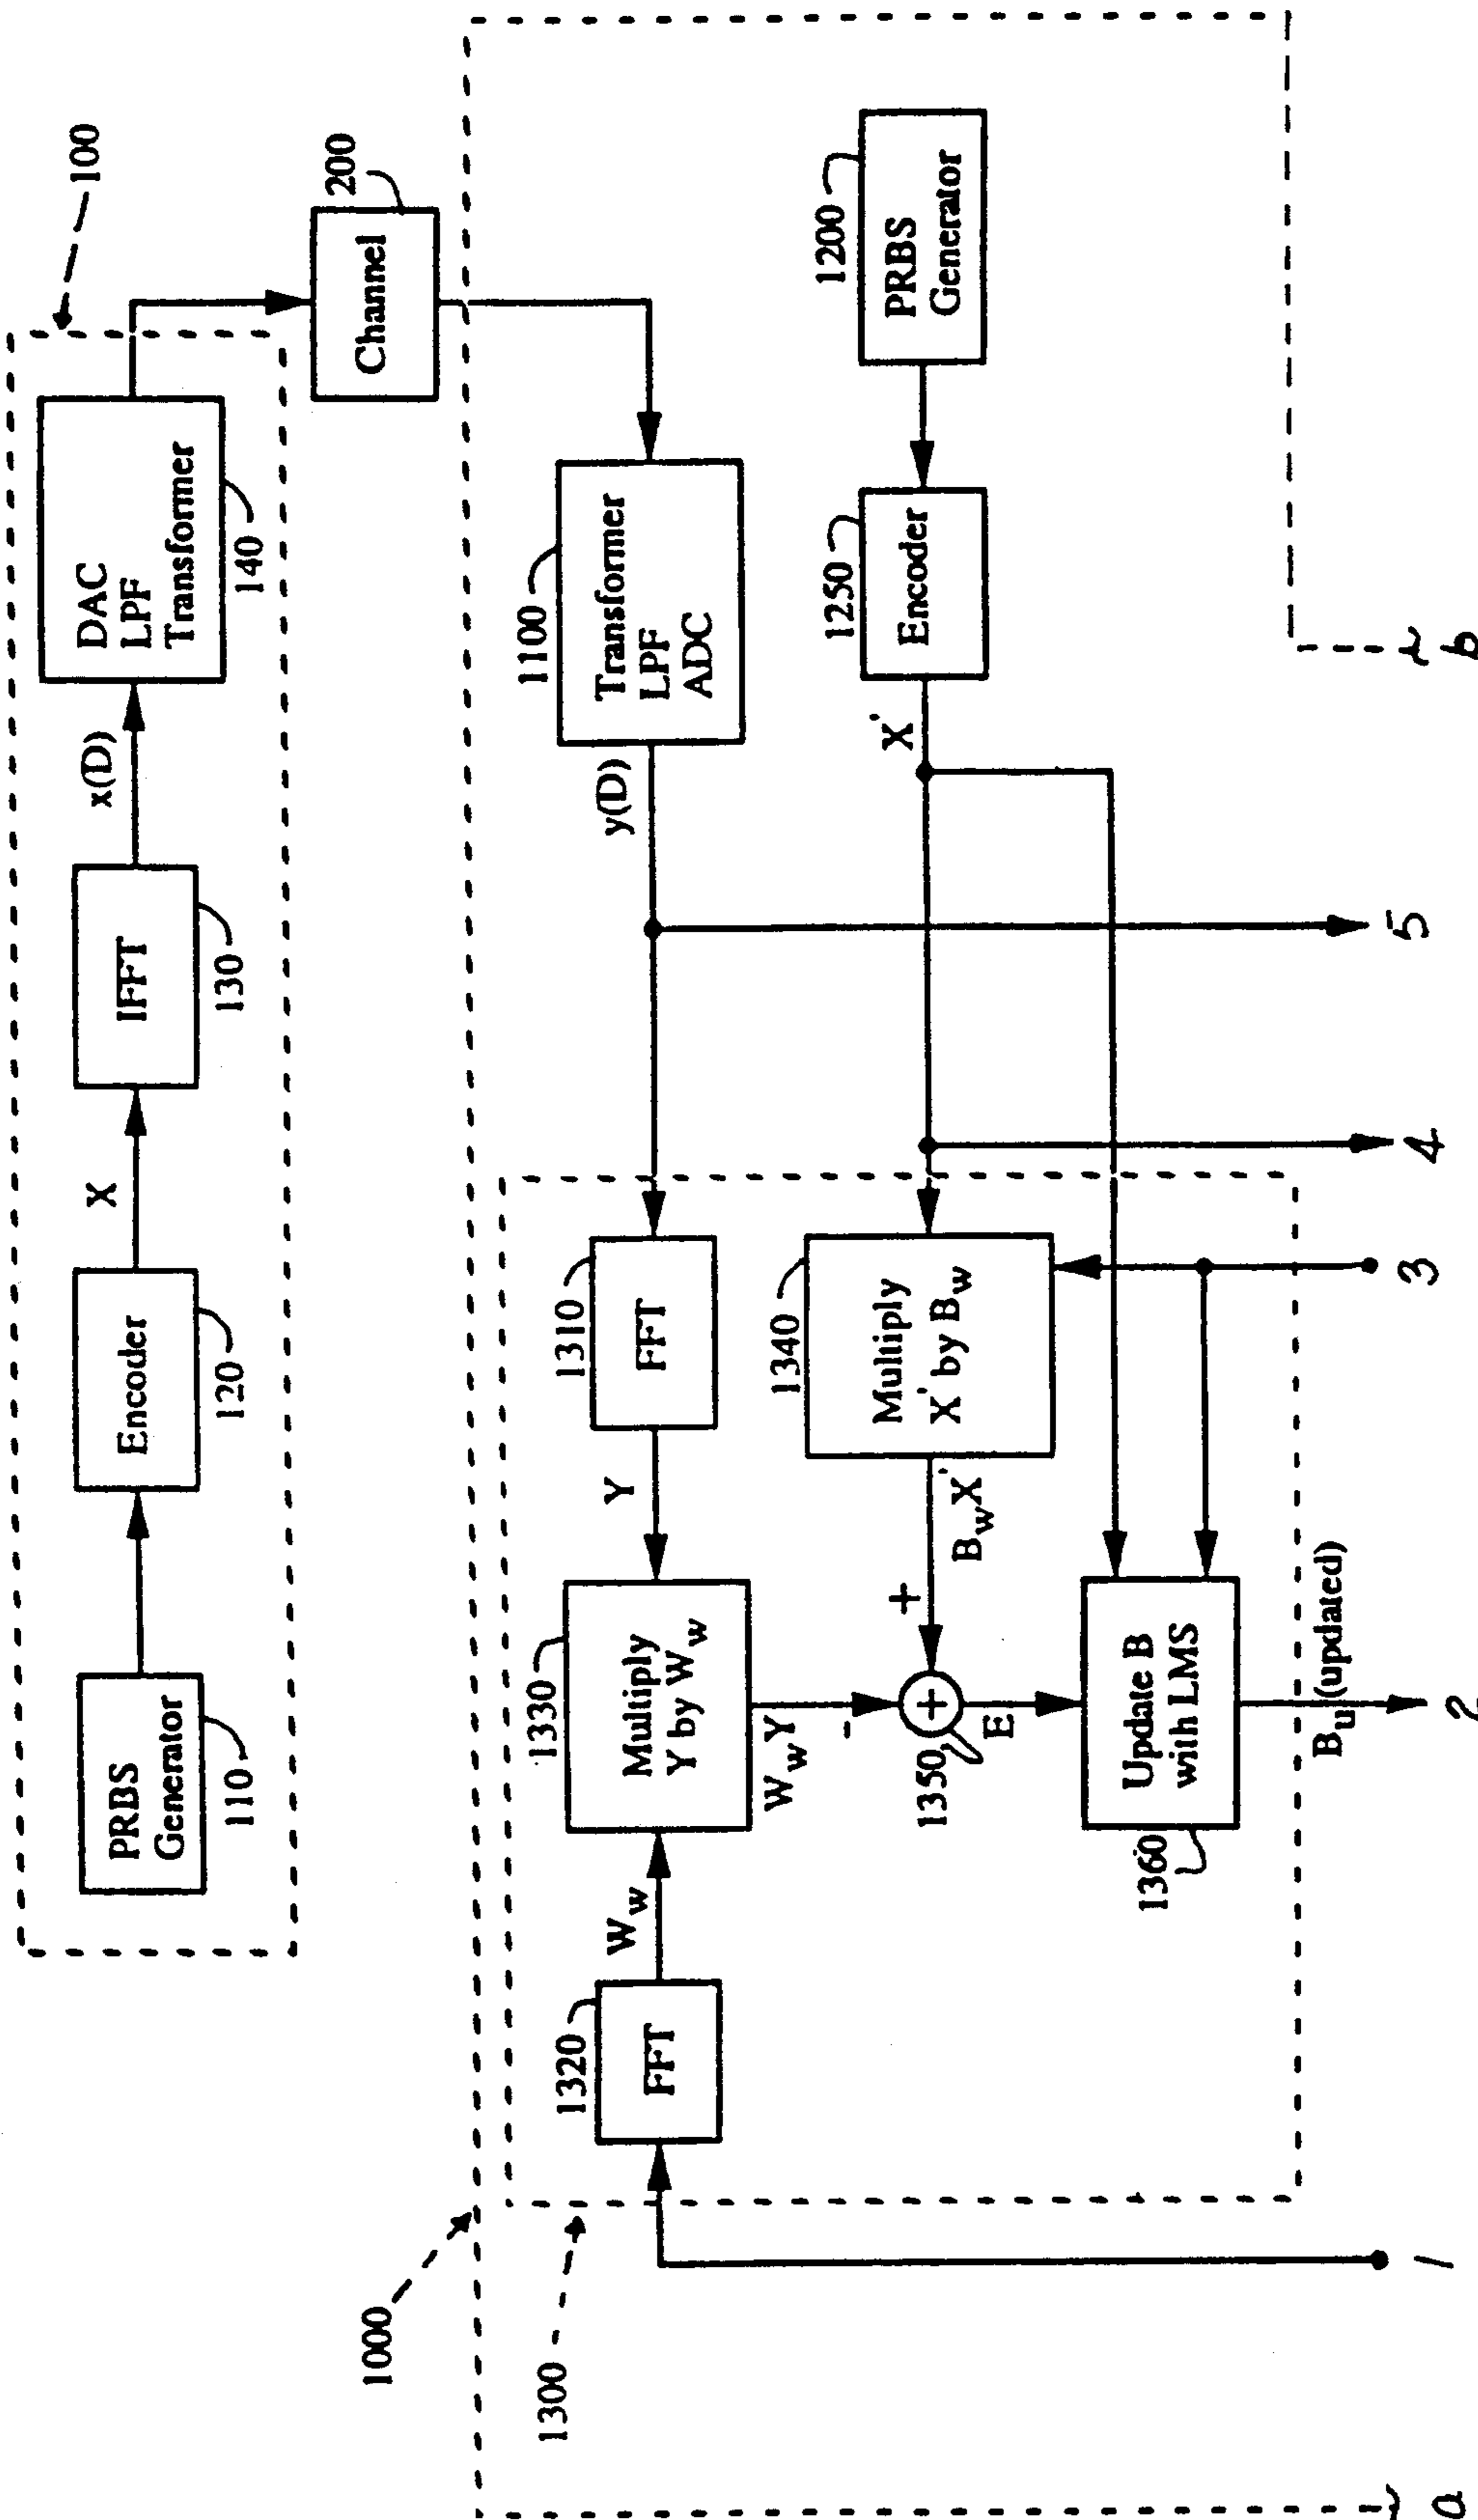 100
PRBS
Generator
110
Encoder
120
X
IFFT
130
x(D)
DAC
LPF
Transformer
140
Channel
200
1000
1300
1320
FFT
W_w
1330
Multiply
Y by W_w
Y
1310
FFT
y(D)
1100
Transformer
LPF
ADC
W_w Y
-
+
1350
+
E
B_w X'
1340
Multiply
X' by B_w
X'
1250
Encoder
1200
PRBS
Generator
1360
Update B
with LMS
B_u (updated)
a
1
2
3
4
5
b